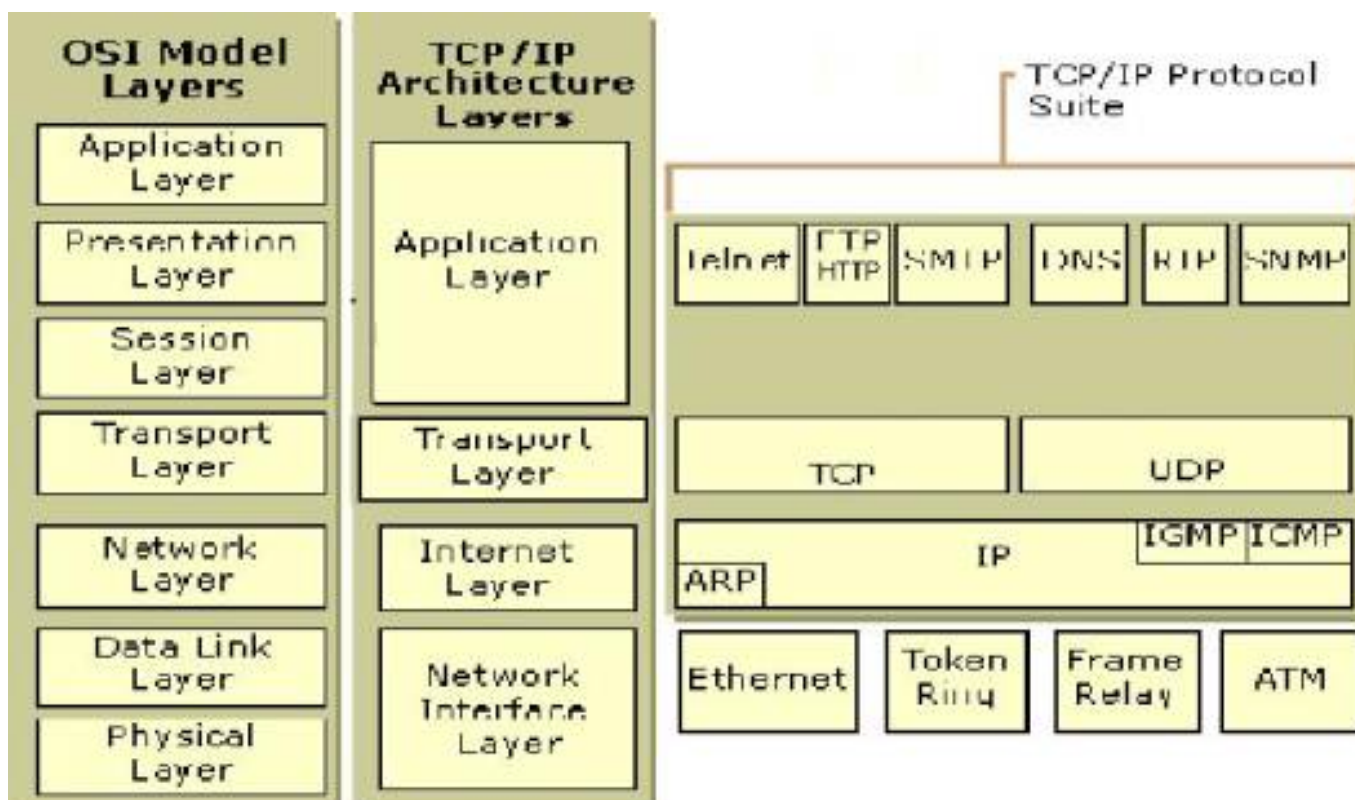 OSI Model
Layers
Application
Layer
Presentation
Layer
Session
Layer
Transport
Layer
Network
Layer
Data Link
Layer
Physical
Layer
TCP/IP
Architecture
Layers
Application
Layer
Transport
Layer
Internet
Layer
Network
Interface
Layer
TCP/IP Protocol
Suite
Telnet
FTP
HTTP
SMTP
DNS
RIP
SNMP
TCP
UDP
IP
IGMP
ICMP
ARP
Ethernet
Token
Ring
Frame
Relay
ATM